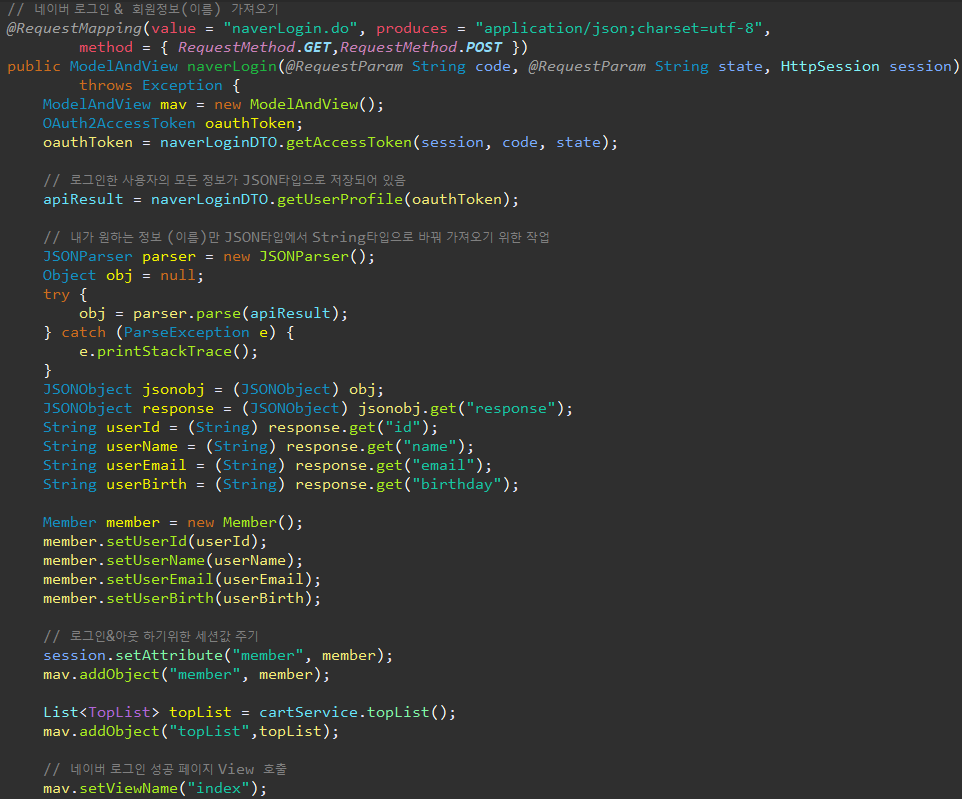 // 네이버 로그인 & 회원정보(이름) 가져오기
@RequestMapping(value = "naverLogin.do", produces = "application/json;charset=utf-8",
        method = { RequestMethod.GET,RequestMethod.POST })
public ModelAndView naverLogin(@RequestParam String code, @RequestParam String state, HttpSession session)
        throws Exception {
    ModelAndView mav = new ModelAndView();
    OAuth2AccessToken oauthToken;
    oauthToken = naverLoginDTO.getAccessToken(session, code, state);
    // 로그인한 사용자의 모든 정보가 JSON타입으로 저장되어 있음
    apiResult = naverLoginDTO.getUserProfile(oauthToken);
    // 내가 원하는 정보 (이름)만 JSON타입에서 String타입으로 바꿔 가져오기 위한 작업
    JSONParser parser = new JSONParser();
    Object obj = null;
    try {
        obj = parser.parse(apiResult);
    } catch (ParseException e) {
        e.printStackTrace();
    }
    JSONObject jsonobj = (JSONObject) obj;
    JSONObject response = (JSONObject) jsonobj.get("response");
    String userId = (String) response.get("id");
    String userName = (String) response.get("name");
    String userEmail = (String) response.get("email");
    String userBirth = (String) response.get("birthday");
    Member member = new Member();
    member.setUserId(userId);
    member.setUserName(userName);
    member.setUserEmail(userEmail);
    member.setUserBirth(userBirth);
    // 로그인&아웃 하기위한 세션값 주기
    session.setAttribute("member", member);
    mav.addObject("member", member);
    List<TopList> topList = cartService.topList();
    mav.addObject("topList",topList);
    // 네이버 로그인 성공 페이지 View 호출
    mav.setViewName("index");